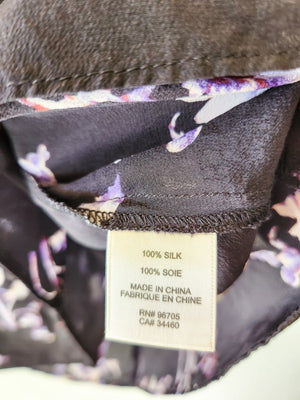 100% SILK
100% SOIE
MADE IN CHINA
FABRIQUE EN CHINE
RN# 96705
CA# 34460